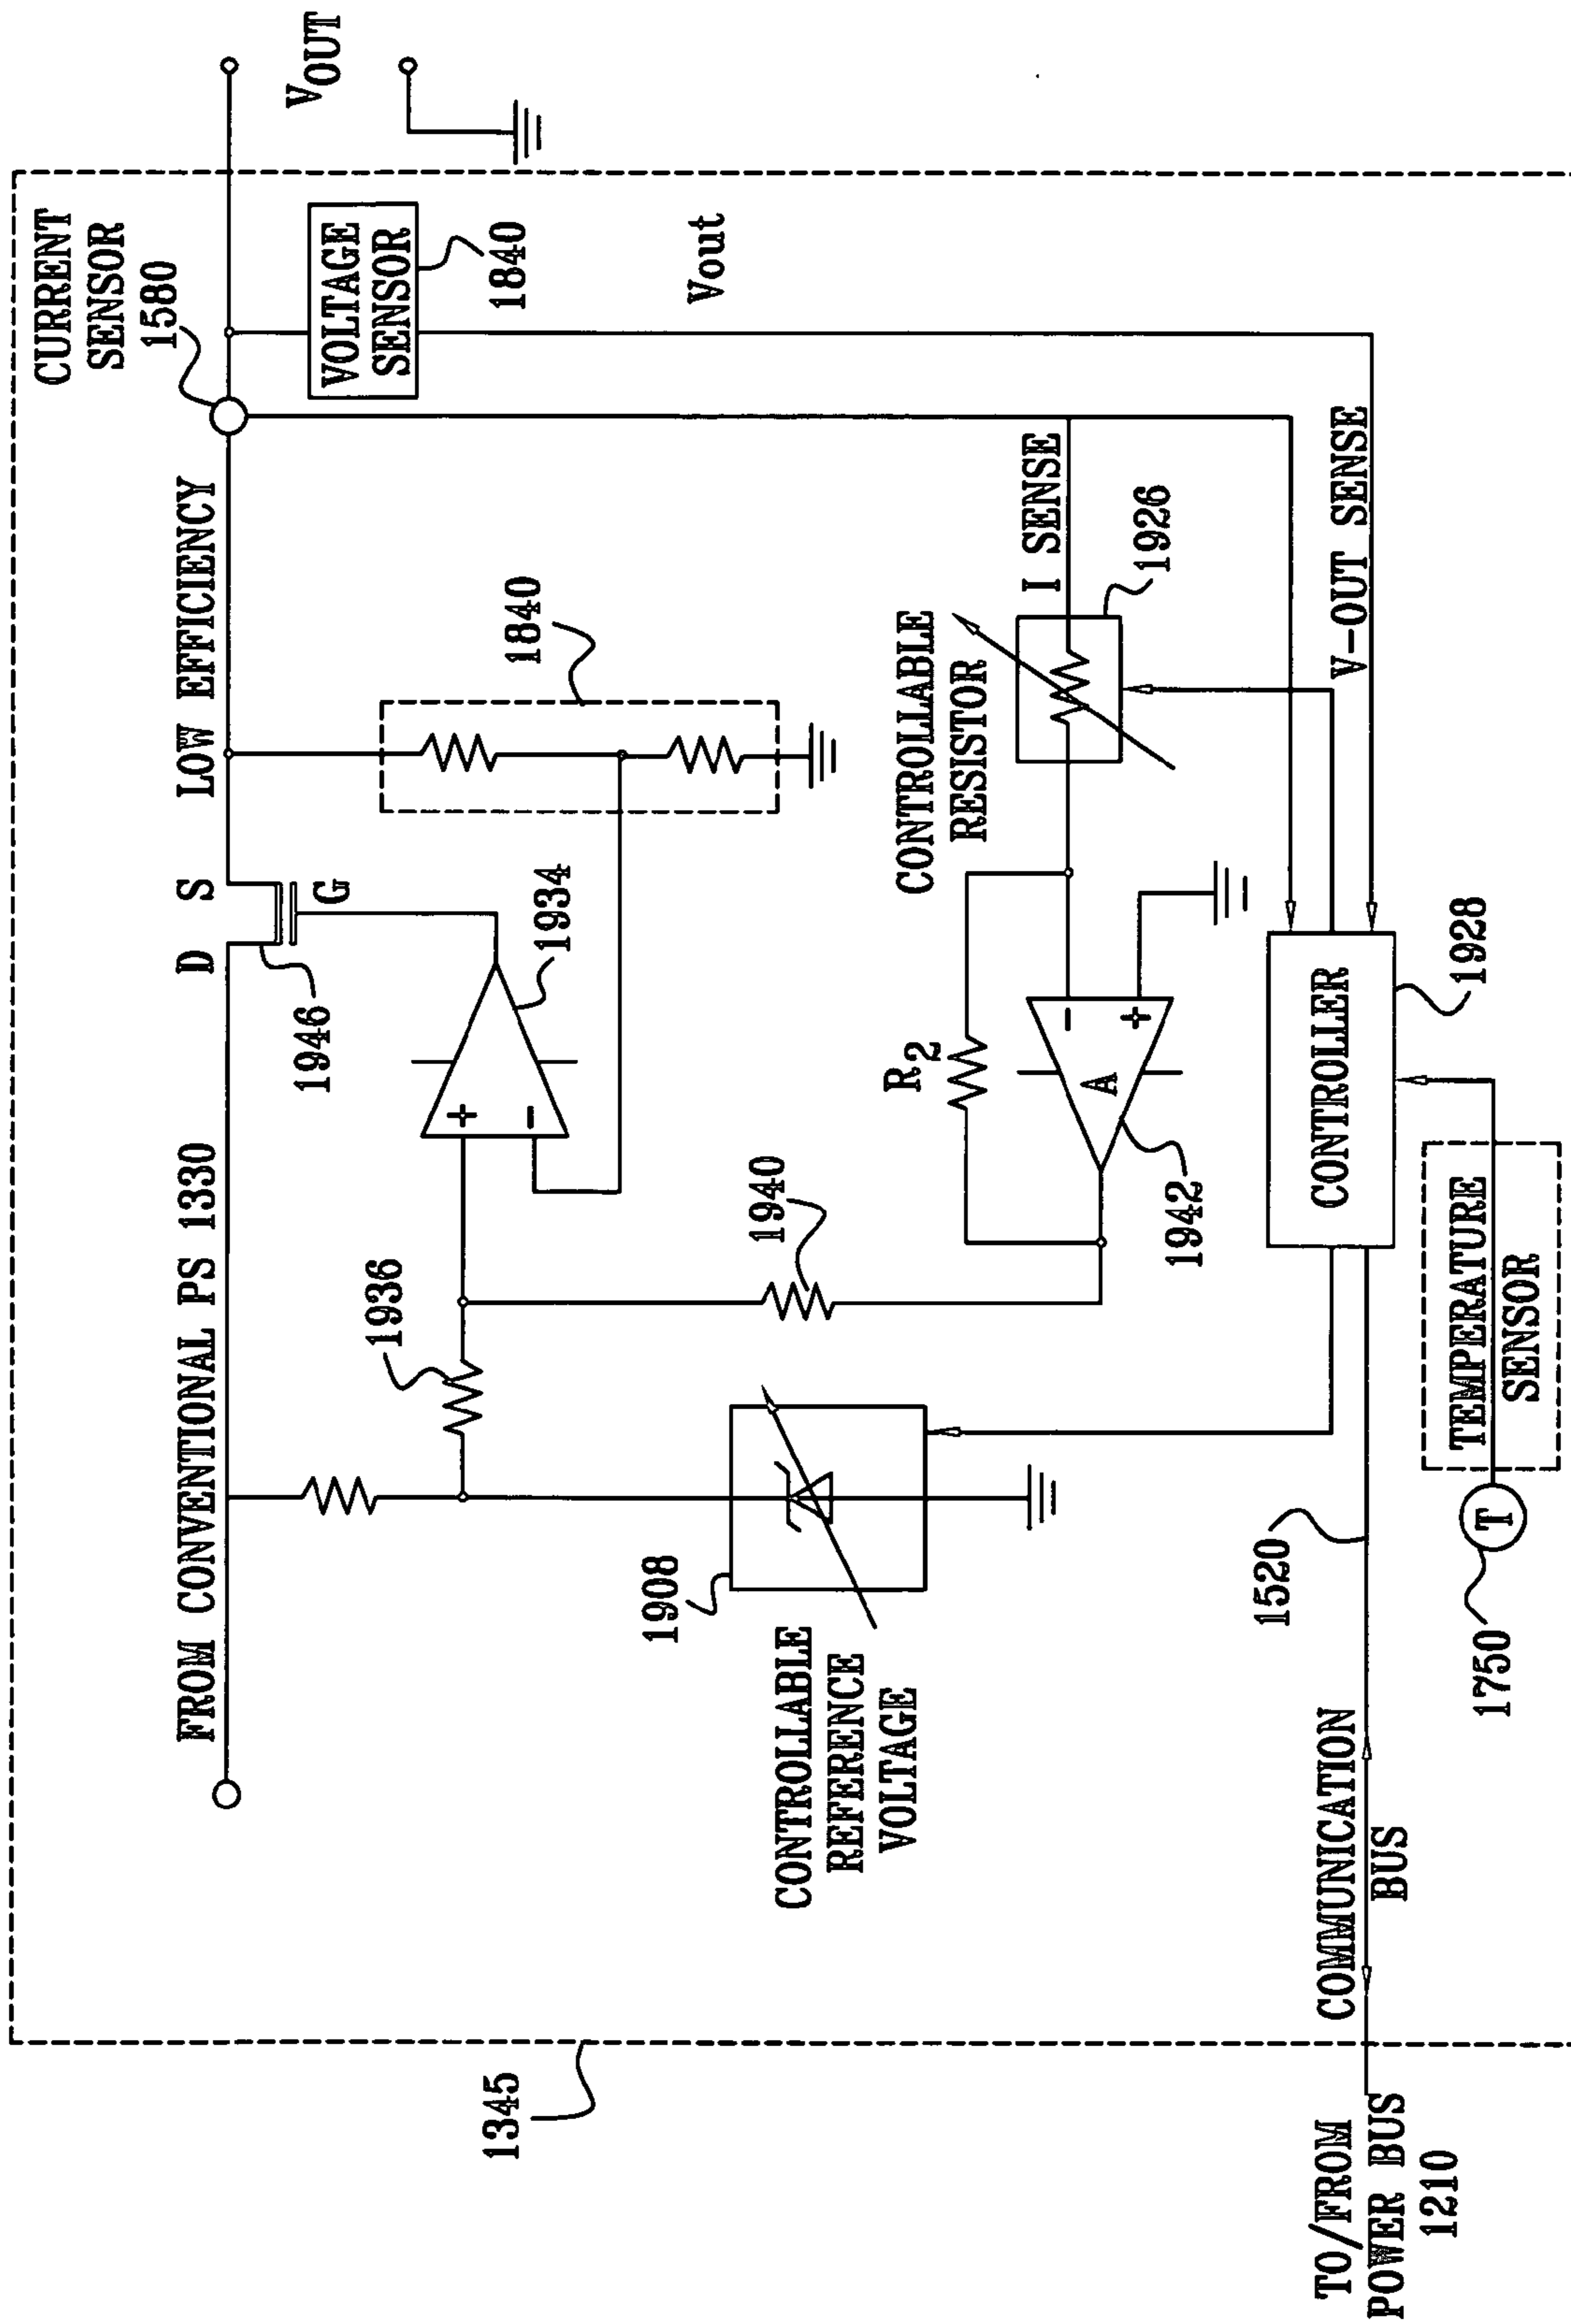 CURRENT
SENSOR
1580
VOLTAGE
SENSOR
1840
VOUT
Vout
FROM CONVENTIONAL PS 1330
D
S
LOW EFFICIENCY
G
1946
1934
+
-
1840
1936
1940
1908
CONTROLLABLE
REFERENCE
VOLTAGE
CONTROLLABLE
RESISTOR
I SENSE
1926
R2
-
+
A
1942
CONTROLLER
1928
V-OUT SENSE
TEMPERATURE
SENSOR
T
1750
1520
COMMUNICATION
BUS
1345
TO/FROM
POWER BUS
1210